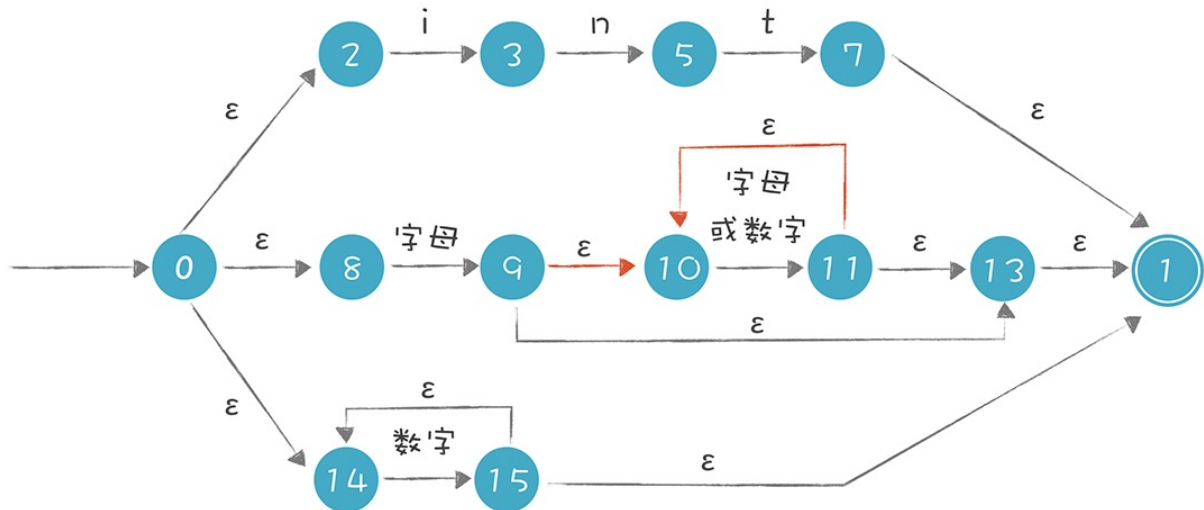 i n t
2 3 5 7
ε ε
ε
字母
ε 字母 或数字 ε ε
0 8 9 ε 10 11 13 1
ε
ε
ε 数字
14 15 ε